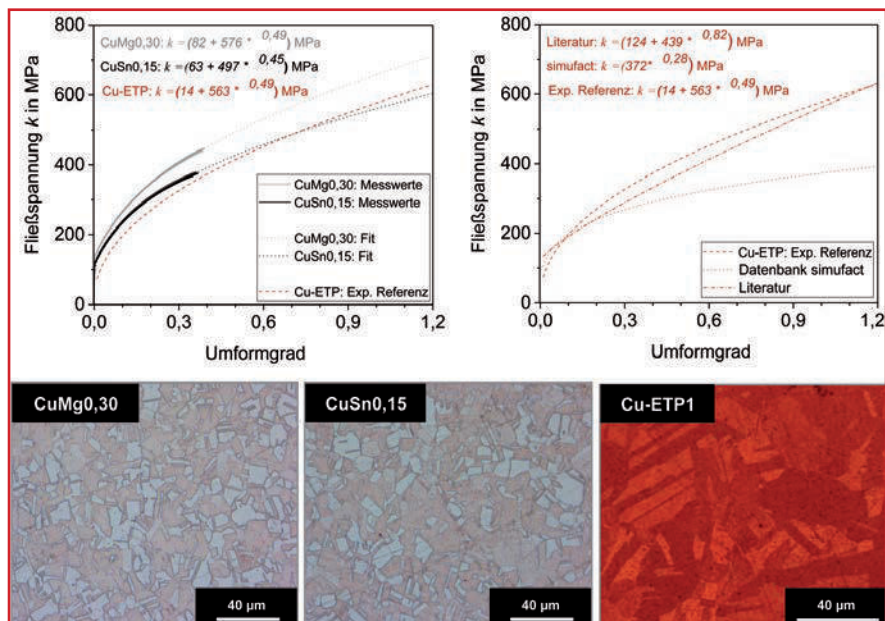 800
600
400
200
0
Fließspannung k in MPa
CuMg0,30: k = (82 + 576 * 0,49) MPa
CuSn0,15: k = (63 + 497 * 0,45) MPa
Cu-ETP: k = (14 + 563 * 0,49) MPa
CuMg0,30: Messwerte
CuSn0,15: Messwerte
CuMg0,30: Fit
CuSn0,15: Fit
Cu-ETP: Exp. Referenz
0,0 0,3 0,6 0,9 1,2
Umformgrad
800
600
400
200
0
Fließspannung k in MPa
Literatur: k = (124 + 439 * 0,82) MPa
simufact: k = (372* 0,28) MPa
Exp. Referenz: k = (14 + 563 * 0,49) MPa
Cu-ETP: Exp. Referenz
Datenbank simufact
Literatur
0,0 0,3 0,6 0,9 1,2
Umformgrad
CuMg0,30
40 µm
CuSn0,15
40 µm
Cu-ETP1
40 µm